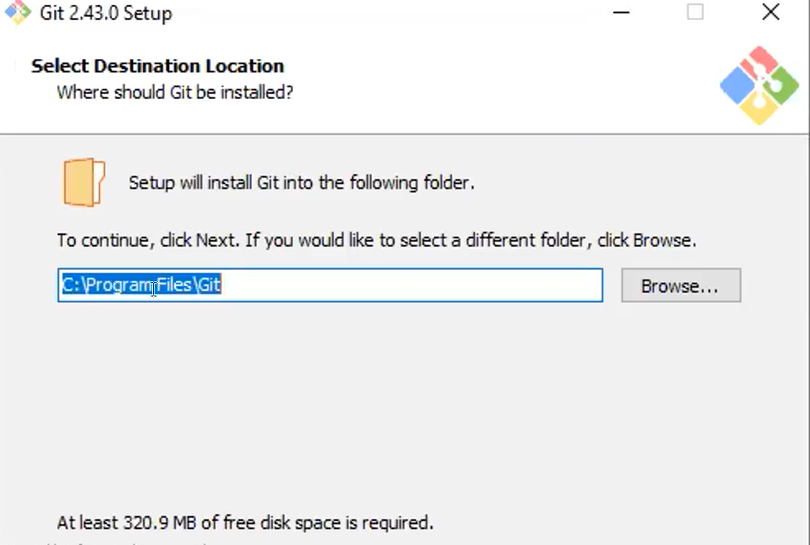 Git 2.43.0 Setup
Select Destination Location
Where should Git be installed?
Setup will install Git into the following folder.
To continue, click Next. If you would like to select a different folder, click Browse.
C:\Program Files\Git
Browse...
At least 320.9 MB of free disk space is required.